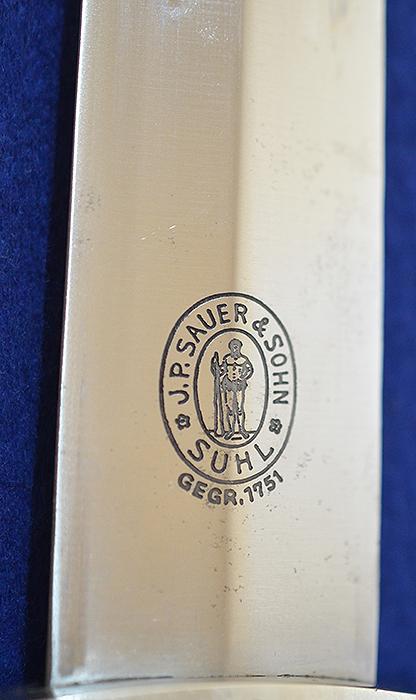 J.P. SAUER & SOHN
SUHL
GEGR. 1751